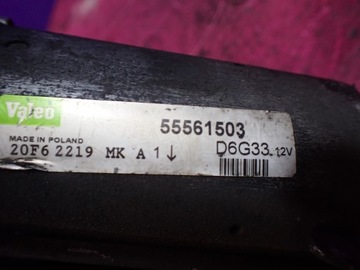 Valeo
55561503
MADE IN POLAND
20F6 2219 MK A 1↓
D6G33 12V